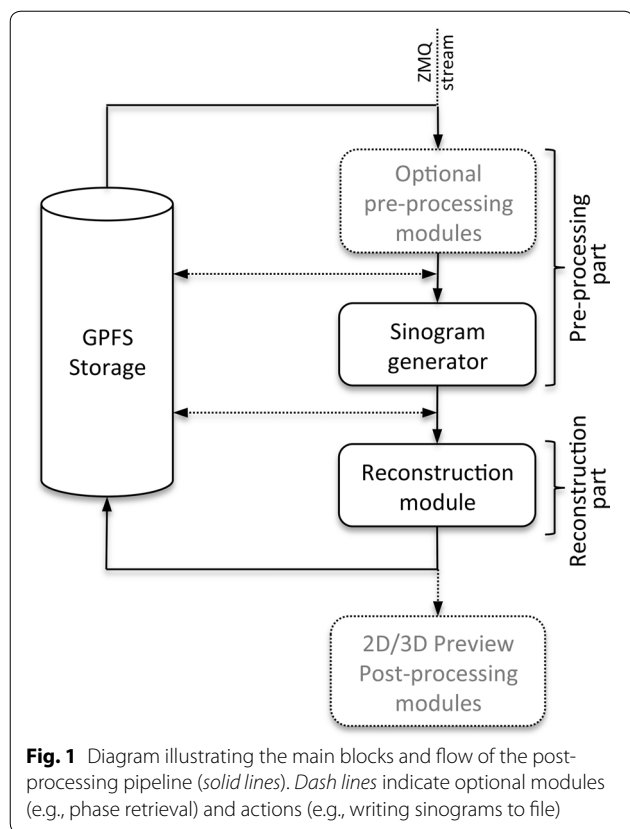 ZMQ
stream
Optional
pre-processing
modules
Pre-processing
part
GPFS
Storage
Sinogram
generator
Reconstruction
module
Reconstruction
part
2D/3D Preview
Post-processing
modules
Fig. 1 Diagram illustrating the main blocks and flow of the post-
processing pipeline (solid lines). Dash lines indicate optional modules
(e.g., phase retrieval) and actions (e.g., writing sinograms to file)